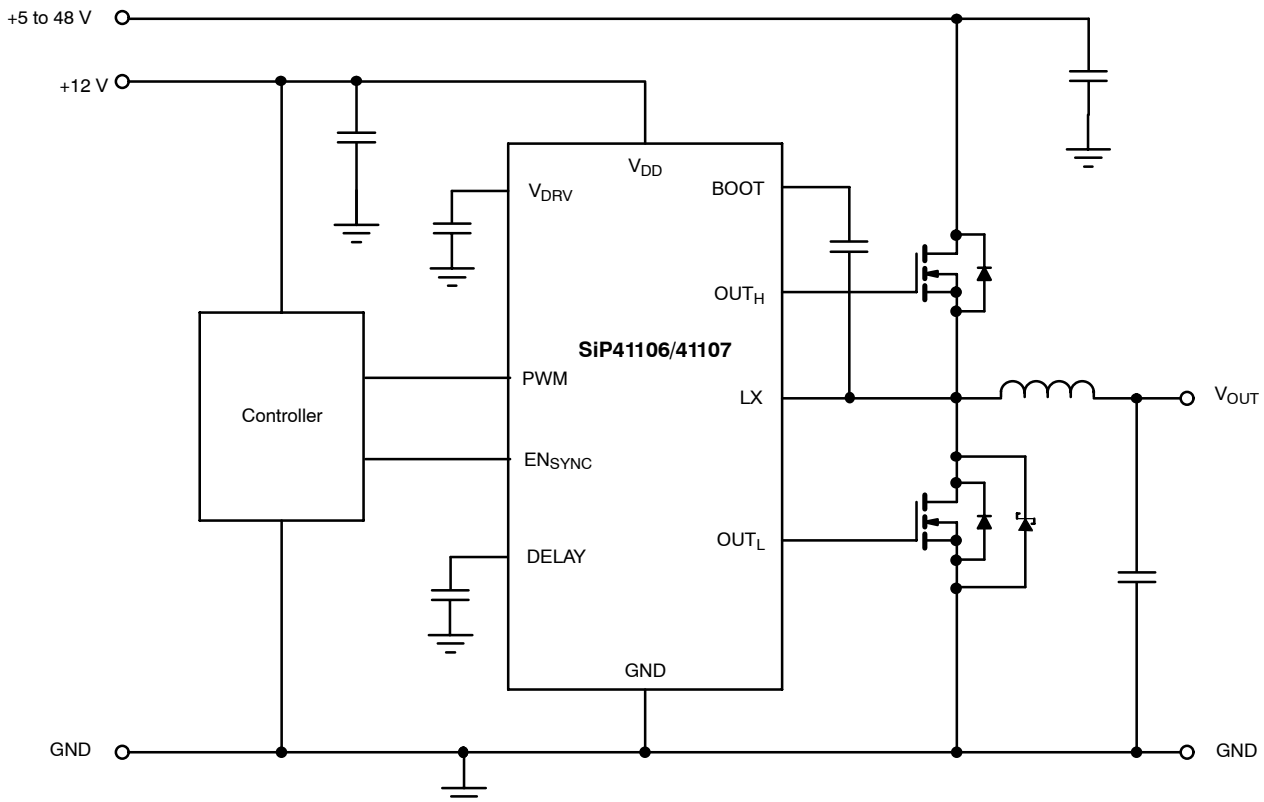 +5 to 48 V
+12 V
VDD
VDRV
BOOT
OUTH
SiP41106/41107
PWM
LX
VOUT
Controller
ENSYNC
OUTL
DELAY
GND
GND
GND